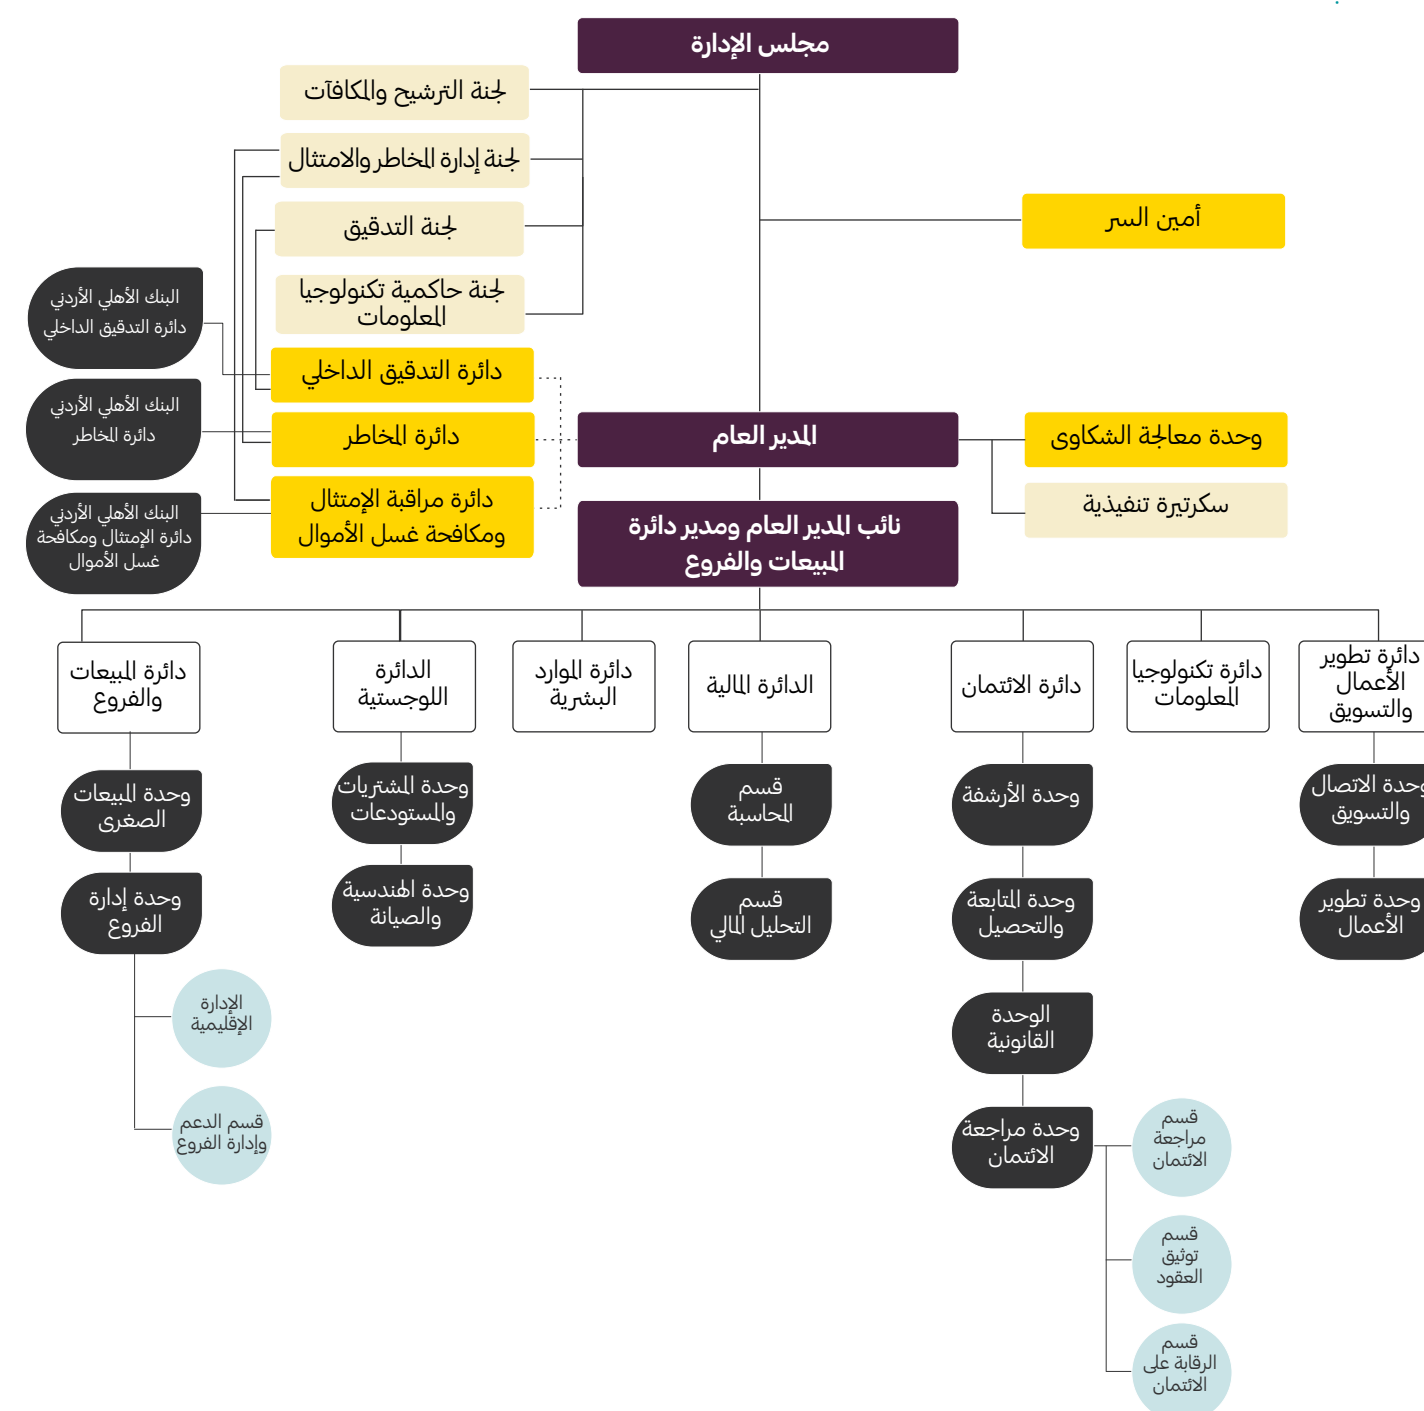 مجلس الإدارة
لجنة الترشيح والمكافآت
لجنة إدارة المخاطر والامتثال
لجنة التدقيق
لجنة حاكمية تكنولوجيا
المعلومات
أمين السر
البنك الأهلي الأردني
دائرة التدقيق الداخلي
دائرة التدقيق الداخلي
البنك الأهلي الأردني
دائرة المخاطر
دائرة المخاطر
المدير العام
وحدة معالجة الشكاوى
سكرتيرة تنفيذية
البنك الأهلي الأردني
دائرة الإمتثال ومكافحة
غسل الأموال
دائرة مراقبة الإمتثال
ومكافحة غسل الأموال
نائب المدير العام ومدير دائرة
المبيعات والفروع
دائرة تطوير
الأعمال
والتسويق
دائرة تكنولوجيا
المعلومات
دائرة الائتمان
الدائرة المالية
دائرة الموارد
البشرية
الدائرة
اللوجستية
دائرة المبيعات
والفروع
وحدة الاتصال
والتسويق
وحدة تطوير
الأعمال
وحدة الأرشفة
وحدة المتابعة
والتحصيل
الوحدة
القانونية
وحدة مراجعة
الائتمان
قسم
مراجعة
الائتمان
قسم
توثيق
العقود
قسم
الرقابة على
الائتمان
قسم
المحاسبة
قسم
التحليل المالي
وحدة المشتريات
والمستودعات
وحدة الهندسية
والصيانة
وحدة المبيعات
الصغرى
وحدة إدارة
الفروع
الإدارة
الإقليمية
قسم الدعم
وإدارة الفروع